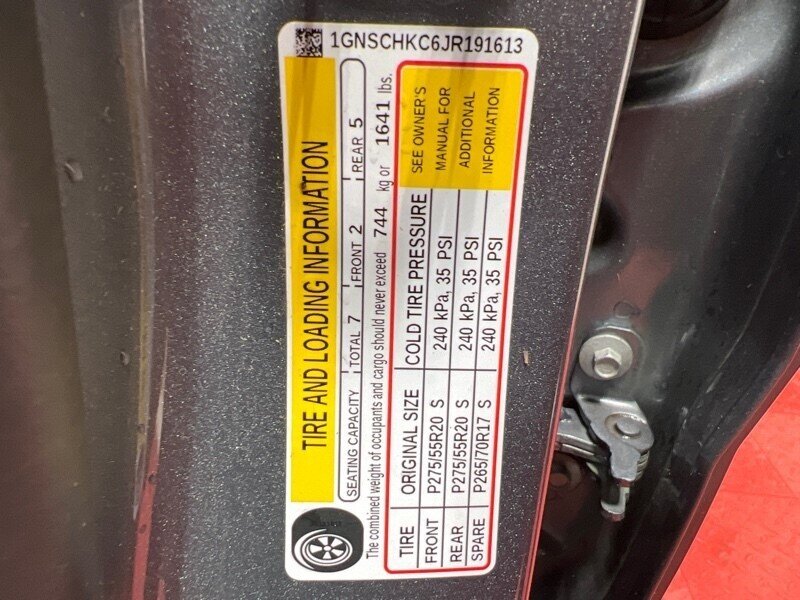 1GNSCHKC6JR191613
TIRE AND LOADING INFORMATION
SEATING CAPACITY TOTAL 7 FRONT 2 REAR 5
The combined weight of occupants and cargo should never exceed 744 kg or 1641 lbs.
TIRE ORIGINAL SIZE COLD TIRE PRESSURE
FRONT P275/55R20 S 240 kPa, 35 PSI
REAR P275/55R20 S 240 kPa, 35 PSI
SPARE P265/70R17 S 240 kPa, 35 PSI
SEE OWNER'S
MANUAL FOR
ADDITIONAL
INFORMATION